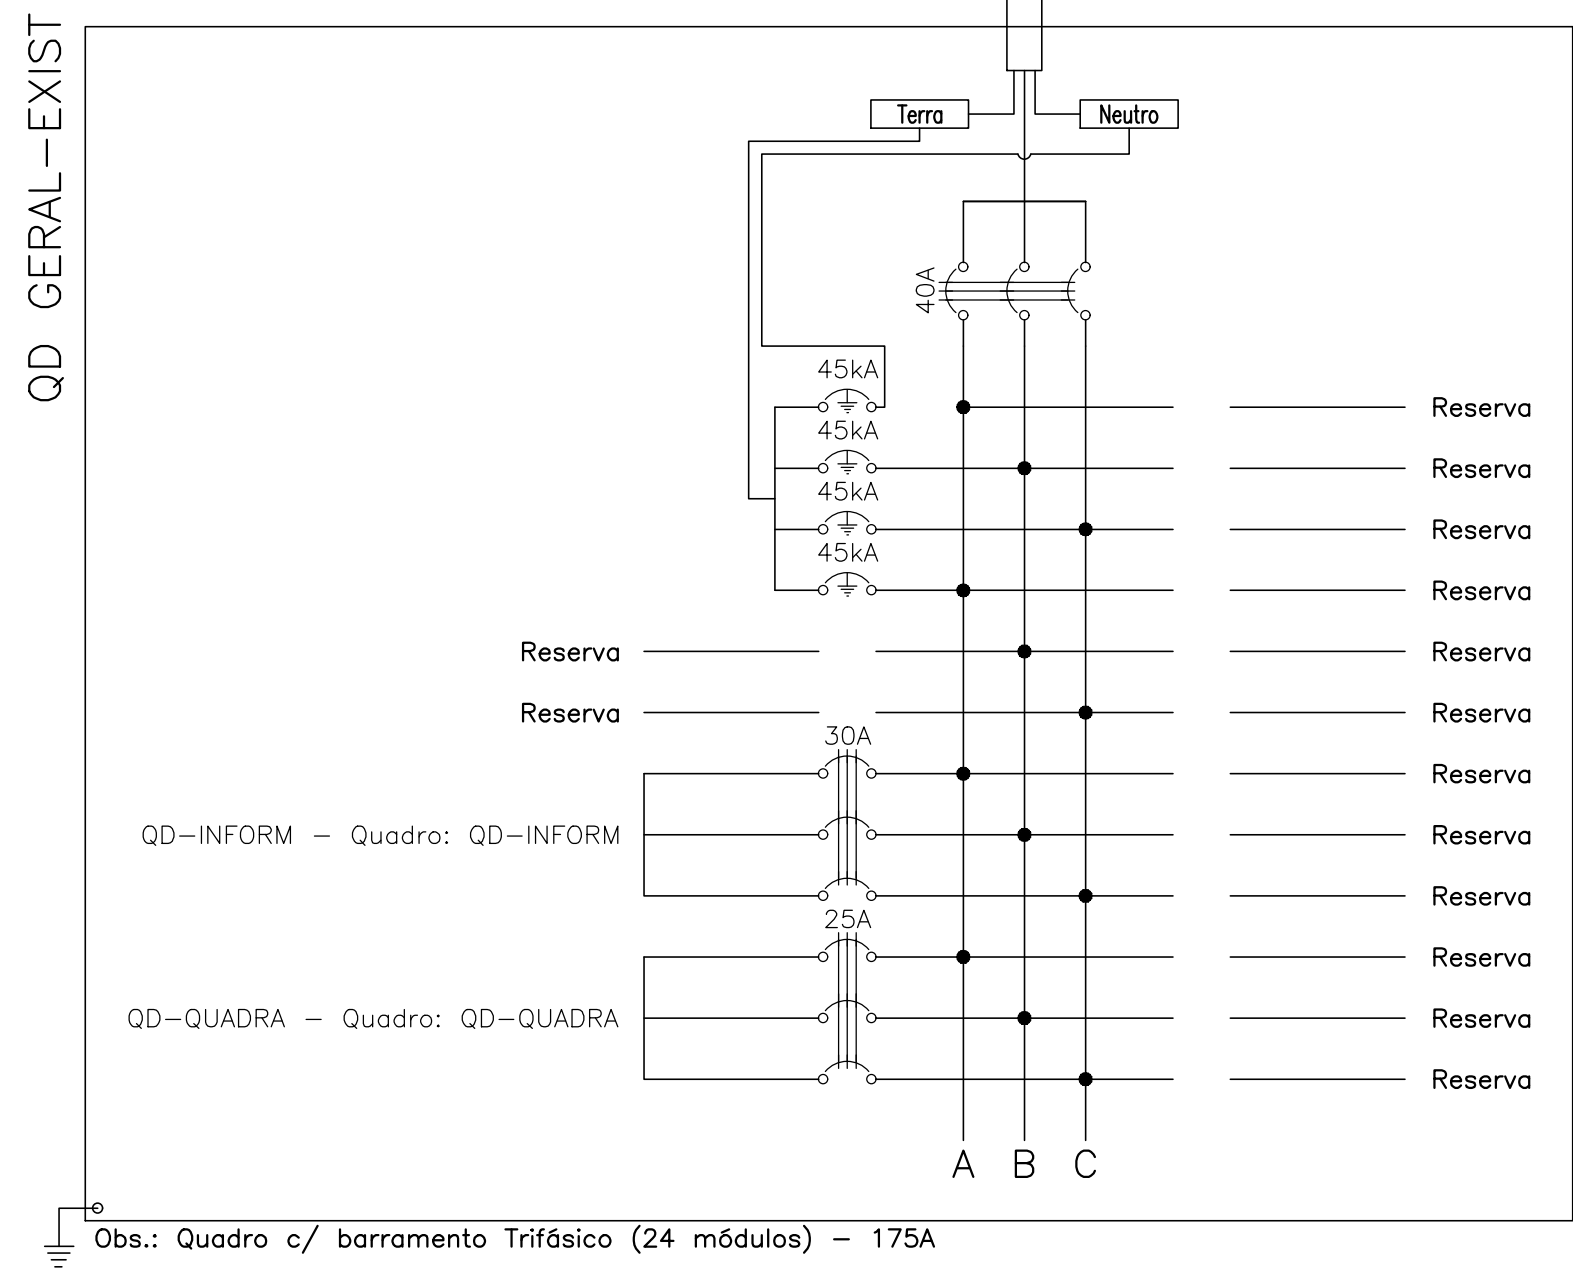 QD GERAL-EXIST
Terra
Neutro
40A
45kA
Reserva
45kA
Reserva
45kA
Reserva
45kA
Reserva
Reserva
Reserva
Reserva
Reserva
30A
Reserva
QD-INFORM - Quadro: QD-INFORM
Reserva
Reserva
25A
Reserva
QD-QUADRA - Quadro: QD-QUADRA
Reserva
Reserva
A B C
Obs.: Quadro c/ barramento Trifásico (24 módulos) - 175A